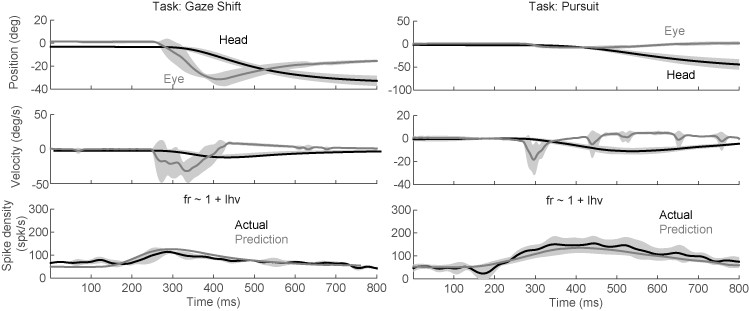 Task: Gaze Shift
Task: Pursuit
Position (deg)
20
0
-20
-40
Head
Eye
50
0
-50
-100
Eye
Head
Velocity (deg/s)
50
0
-50
20
0
-20
-40
fr ~ 1 + lhv
fr ~ 1 + lhv
Spike density
(spk/s)
300
200
100
0
Actual
Prediction
300
200
100
0
Actual
Prediction
0 100 200 300 400 500 600 700 800
0 100 200 300 400 500 600 700 800
Time (ms)
Time (ms)